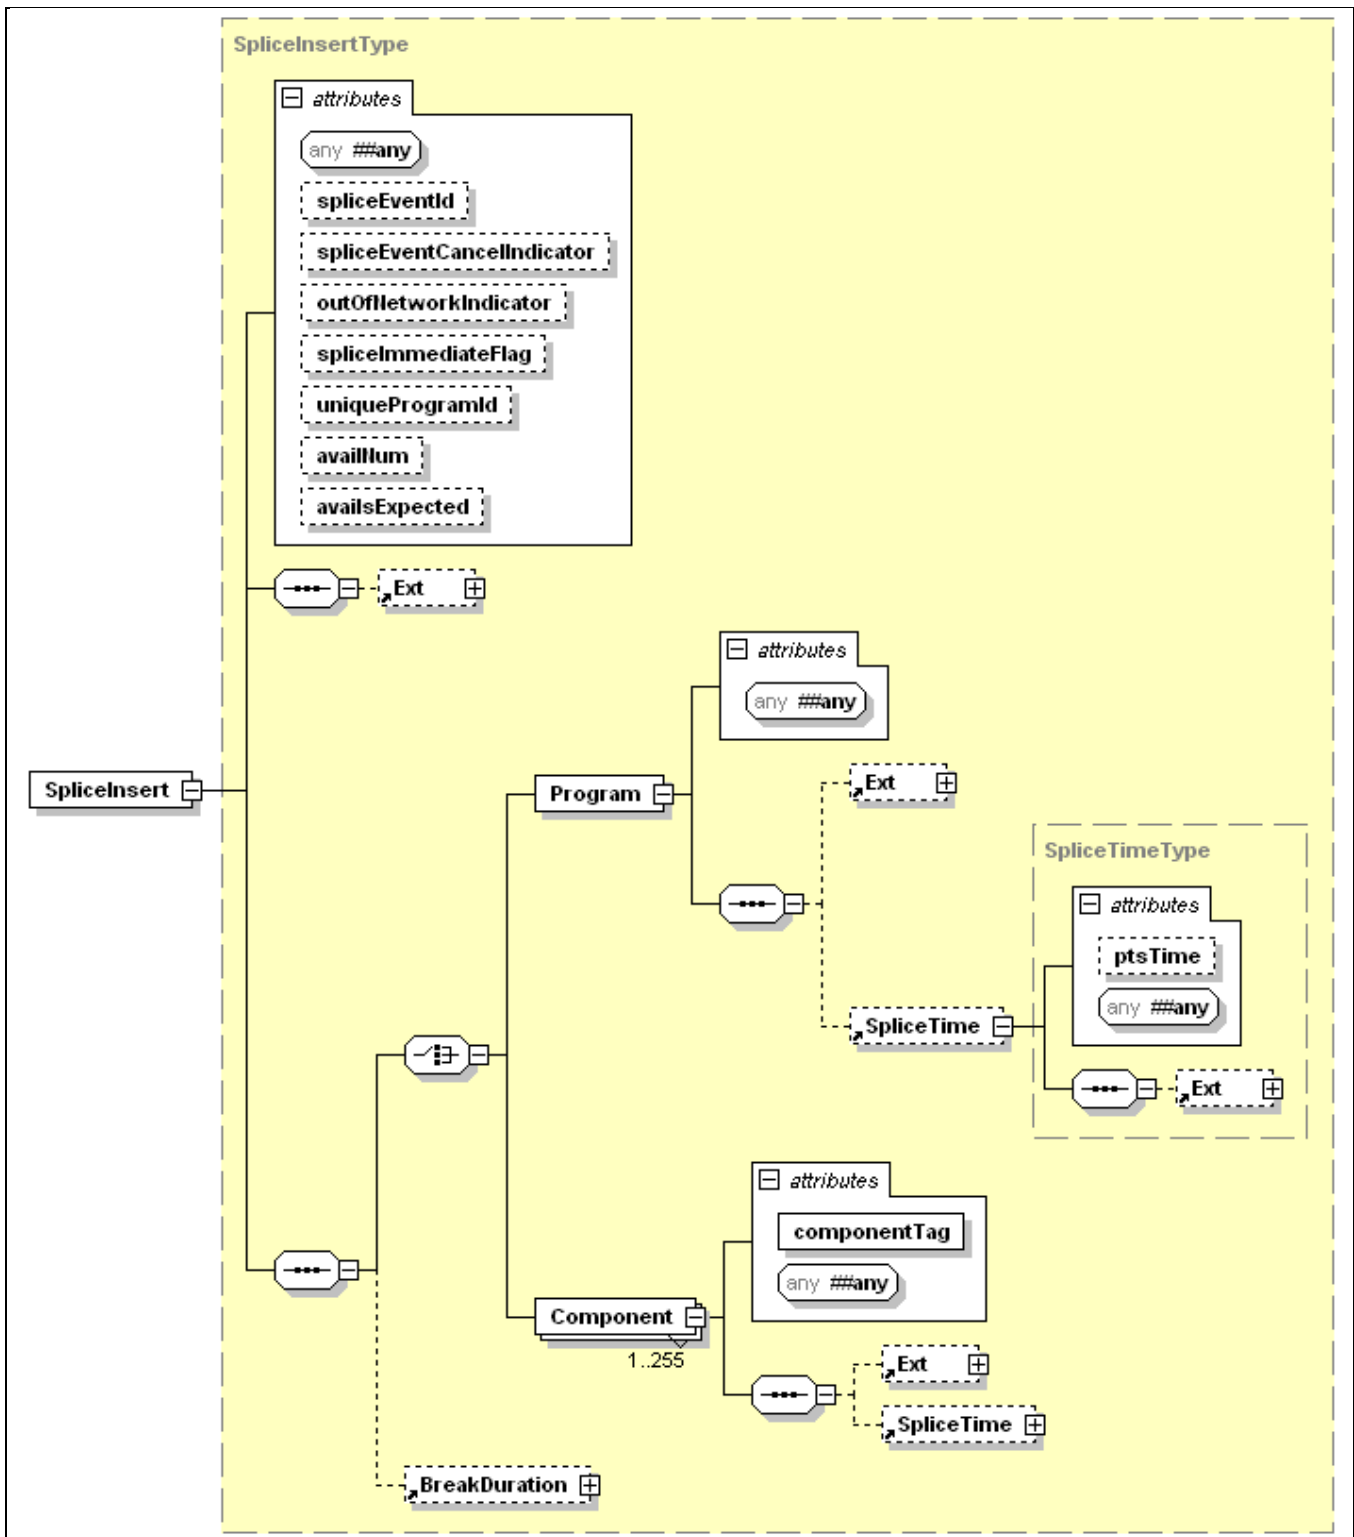 SpliceInsertType
attributes
any ##any
spliceEventId
spliceEventCancelIndicator
outOfNetworkIndicator
spliceImmediateFlag
uniqueProgramId
availNum
availsExpected
Ext
attributes
any ##any
SpliceInsert
Program
Ext
SpliceTimeType
attributes
ptsTime
any ##any
SpliceTime
Ext
attributes
componentTag
any ##any
Component
1..255
Ext
SpliceTime
BreakDuration